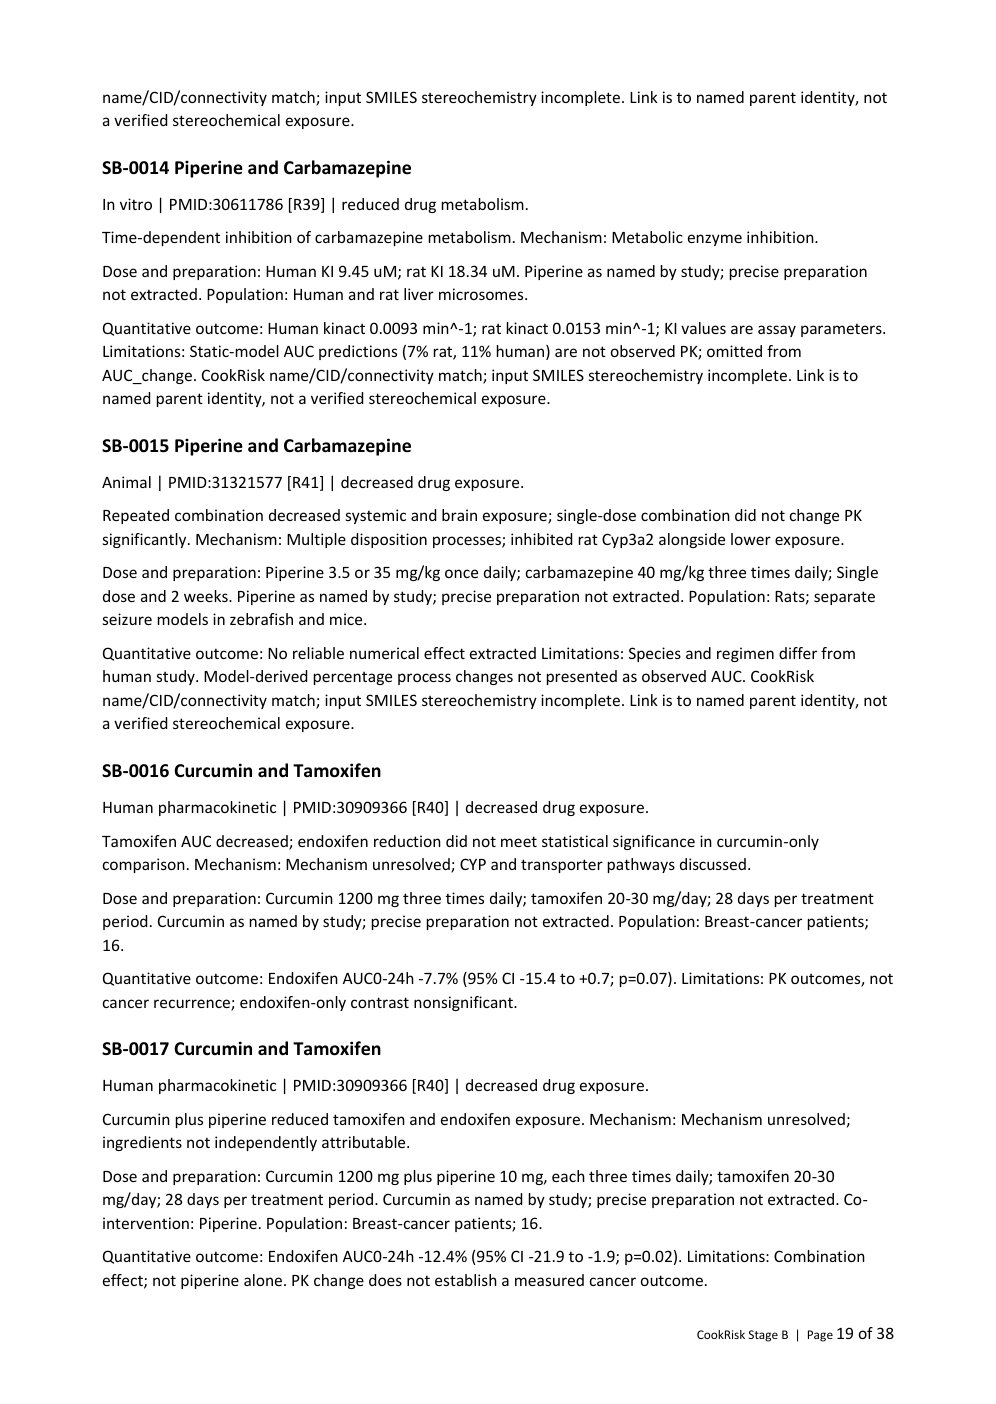 name/CID/connectivity match; input SMILES stereochemistry incomplete. Link is to named parent identity, not
a verified stereochemical exposure.
SB-0014 Piperine and Carbamazepine
In vitro | PMID:30611786 [R39] | reduced drug metabolism.
Time-dependent inhibition of carbamazepine metabolism. Mechanism: Metabolic enzyme inhibition.
Dose and preparation: Human KI 9.45 uM; rat KI 18.34 uM. Piperine as named by study; precise preparation
not extracted. Population: Human and rat liver microsomes.
Quantitative outcome: Human kinact 0.0093 min^-1; rat kinact 0.0153 min^-1; KI values are assay parameters.
Limitations: Static-model AUC predictions (7% rat, 11% human) are not observed PK; omitted from
AUC_change. CookRisk name/CID/connectivity match; input SMILES stereochemistry incomplete. Link is to
named parent identity, not a verified stereochemical exposure.
SB-0015 Piperine and Carbamazepine
Animal | PMID:31321577 [R41] | decreased drug exposure.
Repeated combination decreased systemic and brain exposure; single-dose combination did not change PK
significantly. Mechanism: Multiple disposition processes; inhibited rat Cyp3a2 alongside lower exposure.
Dose and preparation: Piperine 3.5 or 35 mg/kg once daily; carbamazepine 40 mg/kg three times daily; Single
dose and 2 weeks. Piperine as named by study; precise preparation not extracted. Population: Rats; separate
seizure models in zebrafish and mice.
Quantitative outcome: No reliable numerical effect extracted Limitations: Species and regimen differ from
human study. Model-derived percentage process changes not presented as observed AUC. CookRisk
name/CID/connectivity match; input SMILES stereochemistry incomplete. Link is to named parent identity, not
a verified stereochemical exposure.
SB-0016 Curcumin and Tamoxifen
Human pharmacokinetic | PMID:30909366 [R40] | decreased drug exposure.
Tamoxifen AUC decreased; endoxifen reduction did not meet statistical significance in curcumin-only
comparison. Mechanism: Mechanism unresolved; CYP and transporter pathways discussed.
Dose and preparation: Curcumin 1200 mg three times daily; tamoxifen 20-30 mg/day; 28 days per treatment
period. Curcumin as named by study; precise preparation not extracted. Population: Breast-cancer patients;
16.
Quantitative outcome: Endoxifen AUC0-24h -7.7% (95% CI -15.4 to +0.7; p=0.07). Limitations: PK outcomes, not
cancer recurrence; endoxifen-only contrast nonsignificant.
SB-0017 Curcumin and Tamoxifen
Human pharmacokinetic | PMID:30909366 [R40] | decreased drug exposure.
Curcumin plus piperine reduced tamoxifen and endoxifen exposure. Mechanism: Mechanism unresolved;
ingredients not independently attributable.
Dose and preparation: Curcumin 1200 mg plus piperine 10 mg, each three times daily; tamoxifen 20-30
mg/day; 28 days per treatment period. Curcumin as named by study; precise preparation not extracted. Co-
intervention: Piperine. Population: Breast-cancer patients; 16.
Quantitative outcome: Endoxifen AUC0-24h -12.4% (95% CI -21.9 to -1.9; p=0.02). Limitations: Combination
effect; not piperine alone. PK change does not establish a measured cancer outcome.
CookRisk Stage B | Page 19 of 38